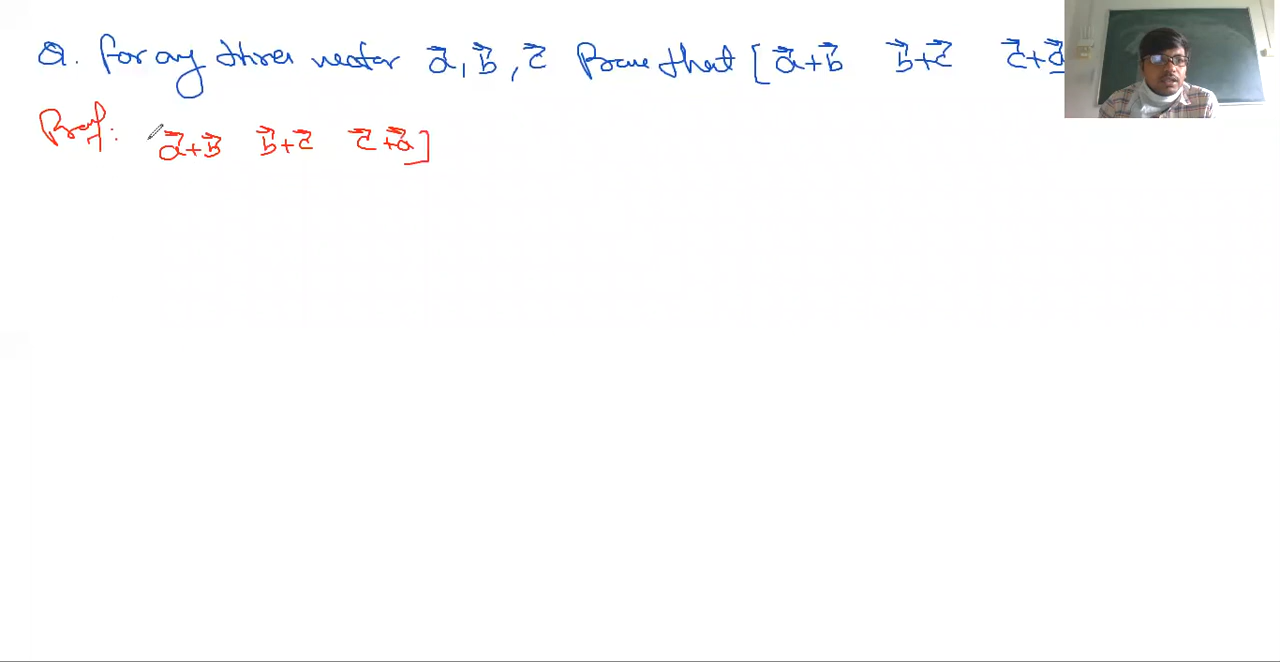 Q. for any three vector a⃗, b⃗, c⃗ Prove that [a⃗+b⃗ b⃗+c⃗ c⃗+a⃗
Proof: a⃗+b⃗ b⃗+c⃗ c⃗+a⃗]